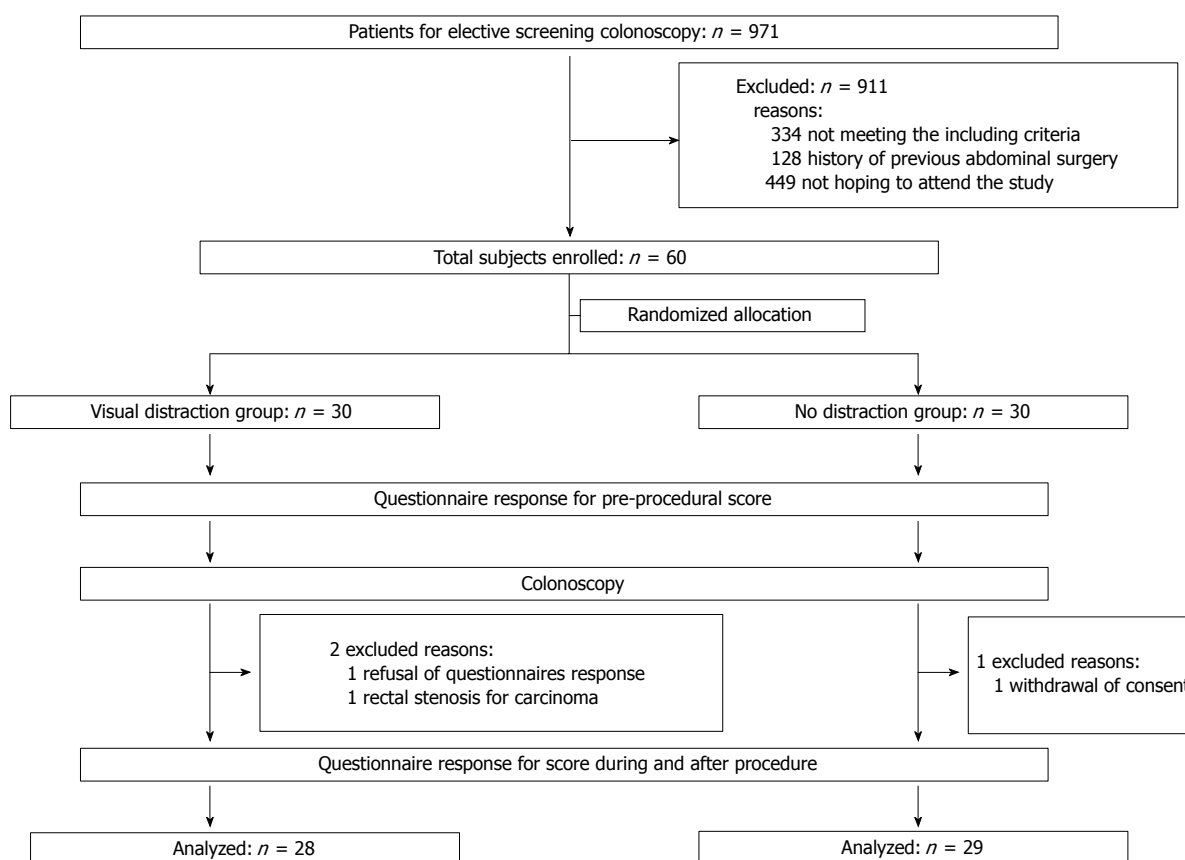 Patients for elective screening colonoscopy: n = 971
Excluded: n = 911
reasons:
334 not meeting the including criteria
128 history of previous abdominal surgery
449 not hoping to attend the study
Total subjects enrolled: n = 60
Randomized allocation
Visual distraction group: n = 30
No distraction group: n = 30
Questionnaire response for pre-procedural score
Colonoscopy
2 excluded reasons:
1 refusal of questionnaires response
1 rectal stenosis for carcinoma
1 excluded reasons:
1 withdrawal of consent
Questionnaire response for score during and after procedure
Analyzed: n = 28
Analyzed: n = 29